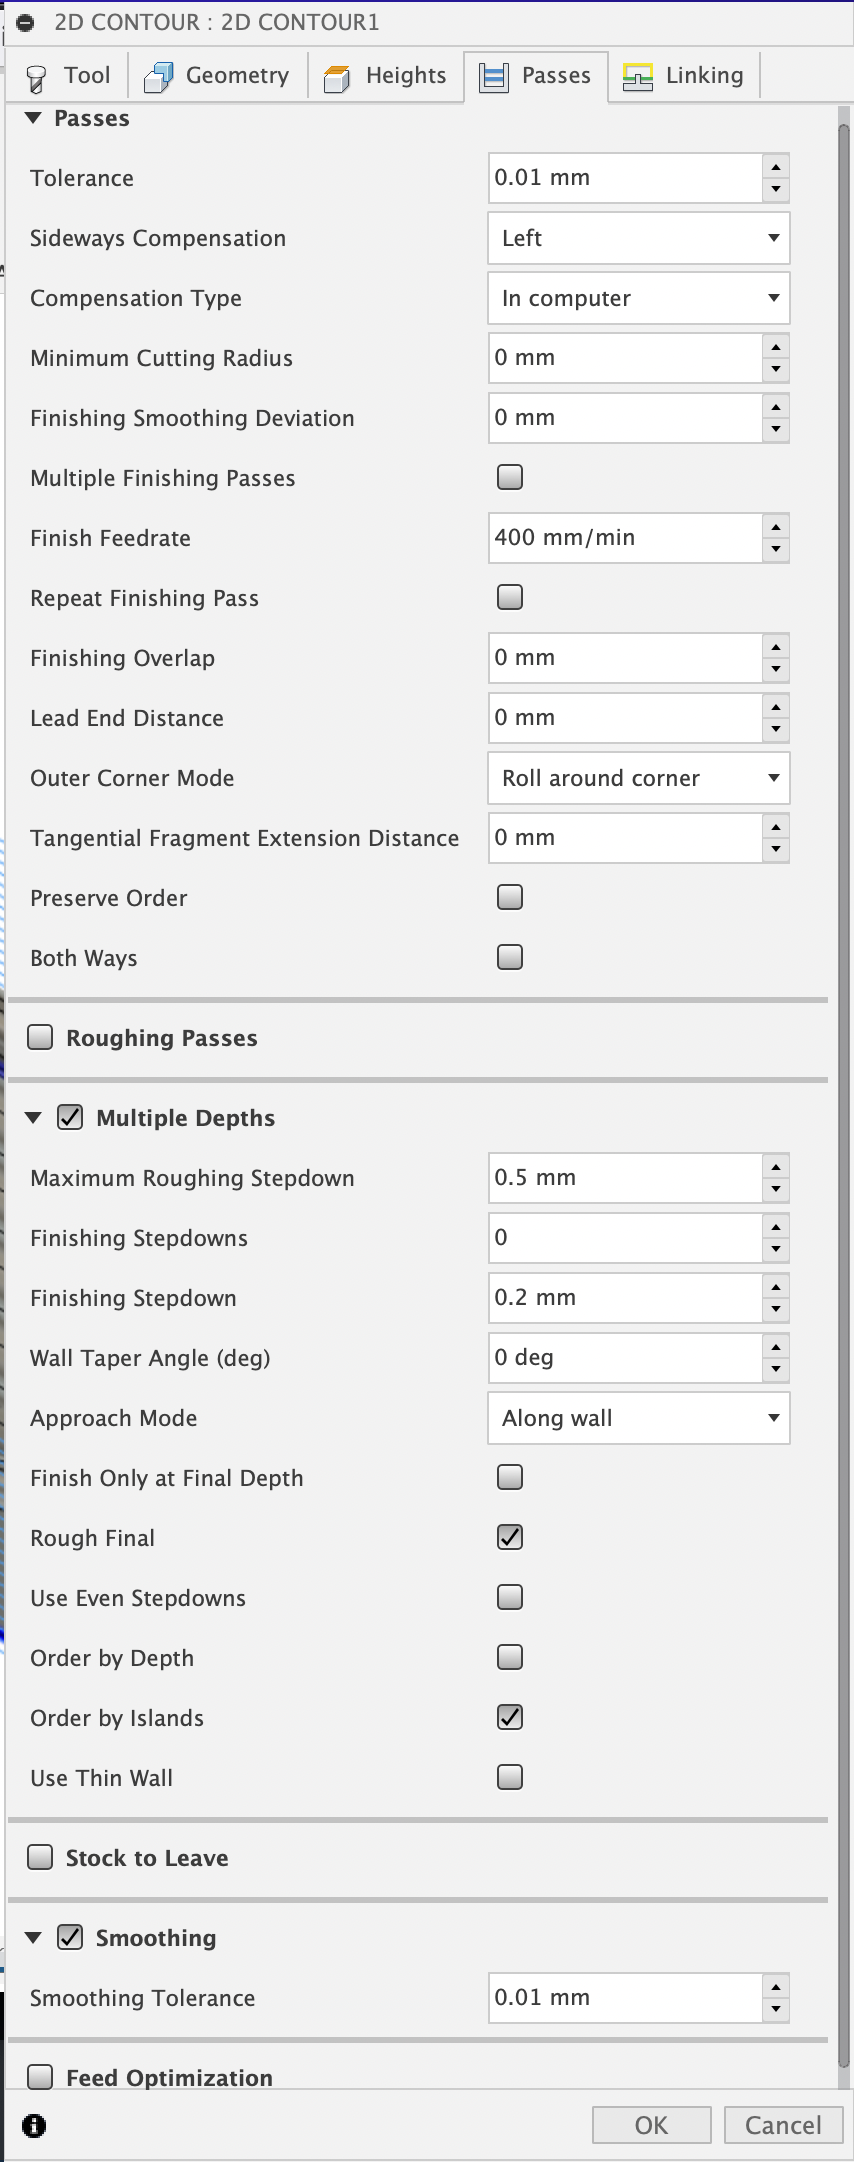 2D CONTOUR : 2D CONTOUR1
Tool Geometry Heights Passes Linking
Passes
Tolerance 0.01 mm
Sideways Compensation Left
Compensation Type In computer
Minimum Cutting Radius 0 mm
Finishing Smoothing Deviation 0 mm
Multiple Finishing Passes
Finish Feedrate 400 mm/min
Repeat Finishing Pass
Finishing Overlap 0 mm
Lead End Distance 0 mm
Outer Corner Mode Roll around corner
Tangential Fragment Extension Distance 0 mm
Preserve Order
Both Ways
Roughing Passes
Multiple Depths
Maximum Roughing Stepdown 0.5 mm
Finishing Stepdowns 0
Finishing Stepdown 0.2 mm
Wall Taper Angle (deg) 0 deg
Approach Mode Along wall
Finish Only at Final Depth
Rough Final
Use Even Stepdowns
Order by Depth
Order by Islands
Use Thin Wall
Stock to Leave
Smoothing
Smoothing Tolerance 0.01 mm
Feed Optimization
OK Cancel